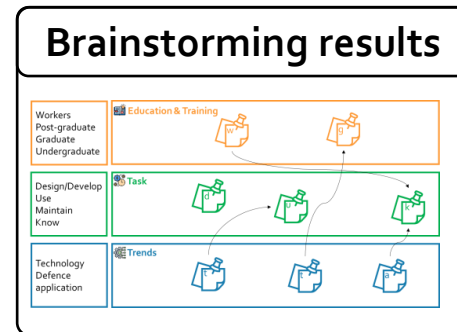 Brainstorming results
Workers
Post-graduate
Graduate
Undergraduate
Education & Training
w
g
Design/Develop
Use
Maintain
Know
Task
d
u
k
Technology
Defence
application
Trends
t
t
a